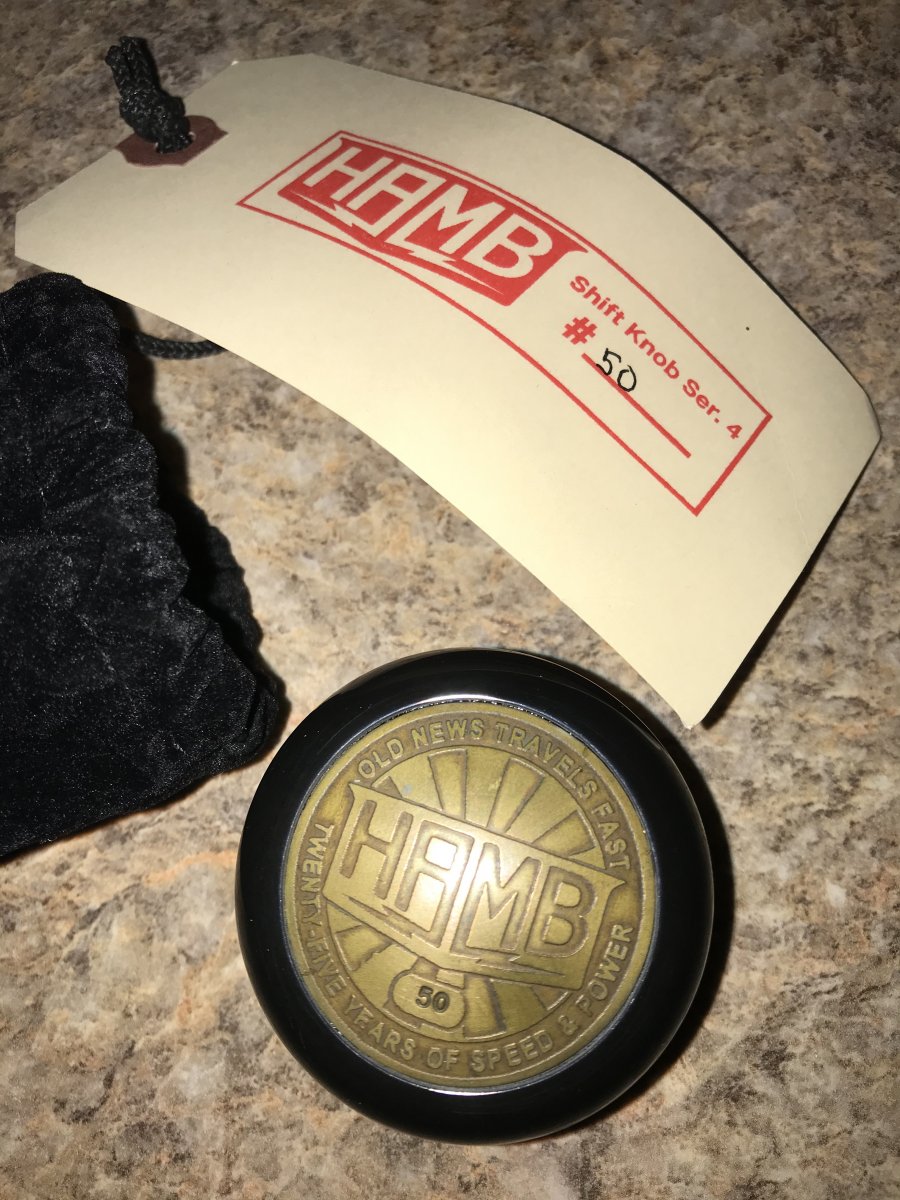 HAMB
Shift Knob Ser. 4
# 50
OLD NEWS TRAVELS FAST
HAMB
50
TWENTY-FIVE YEARS OF SPEED & POWER